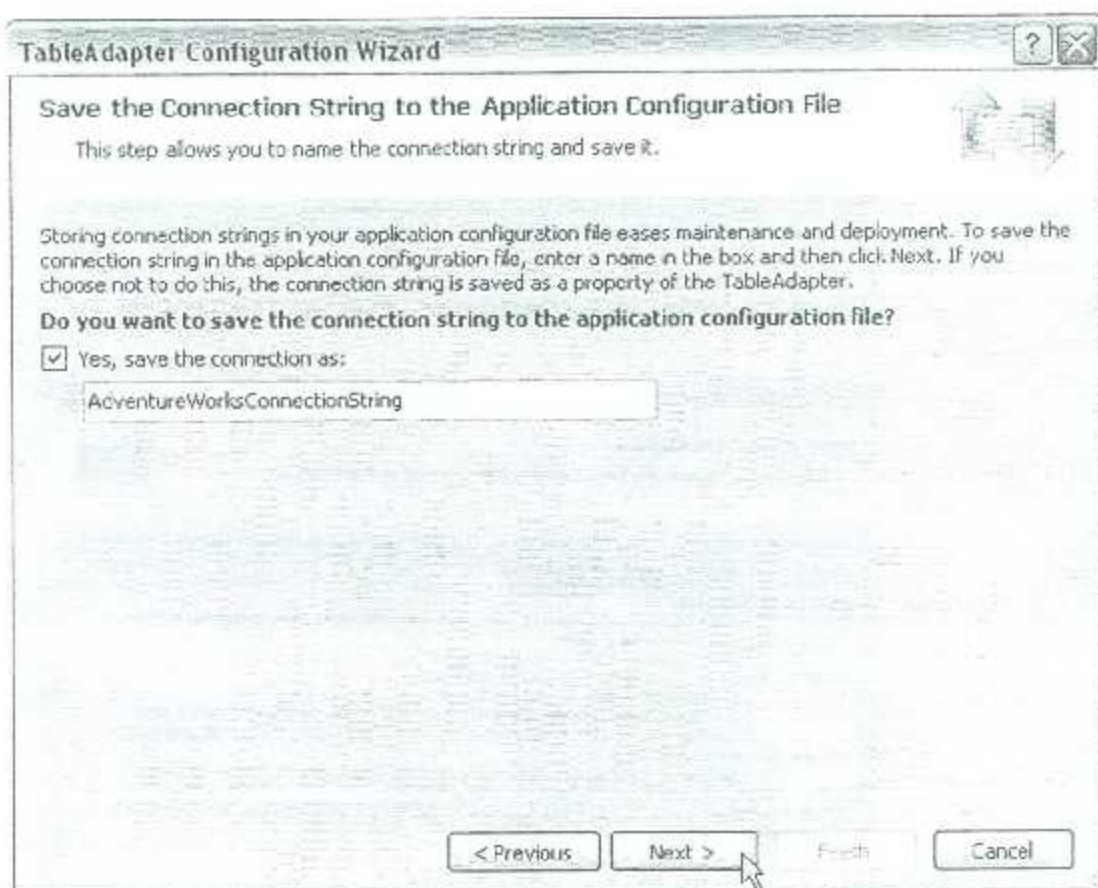 TableAdapter Configuration Wizard
?
Save the Connection String to the Application Configuration File
This step allows you to name the connection string and save it.
Storing connection strings in your application configuration file eases maintenance and deployment. To save the
connection string in the application configuration file, enter a name in the box and then click Next. If you
choose not to do this, the connection string is saved as a property of the TableAdapter.
Do you want to save the connection string to the application configuration file?
Yes, save the connection as:
AdventureWorksConnectionString
< Previous
Next >
Finish
Cancel